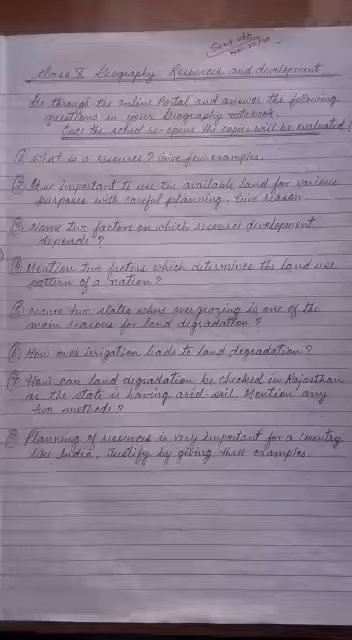 Send w/o
Class X Geography Resources and development
Go through the online Portal and answer the following
questions in your Geography notebook.
Once the school re-opens the copies will be evaluated!
① What is a resource? Give few examples.
② It is important to use the available land for various
purposes with careful planning. Give reason.
③ Name two factors on which resource development
depends?
④ Mention two factors which determines the land use
pattern of a nation?
⑤ Name two states where over grazing is one of the
main reasons for land degradation?
⑥ How over irrigation leads to land degradation?
⑦ How can land degradation be checked in Rajasthan
as the state is having ared-soil. Mention any
two methods?
⑧ Planning of resources is very important for a country
like India, Justify by giving three examples.